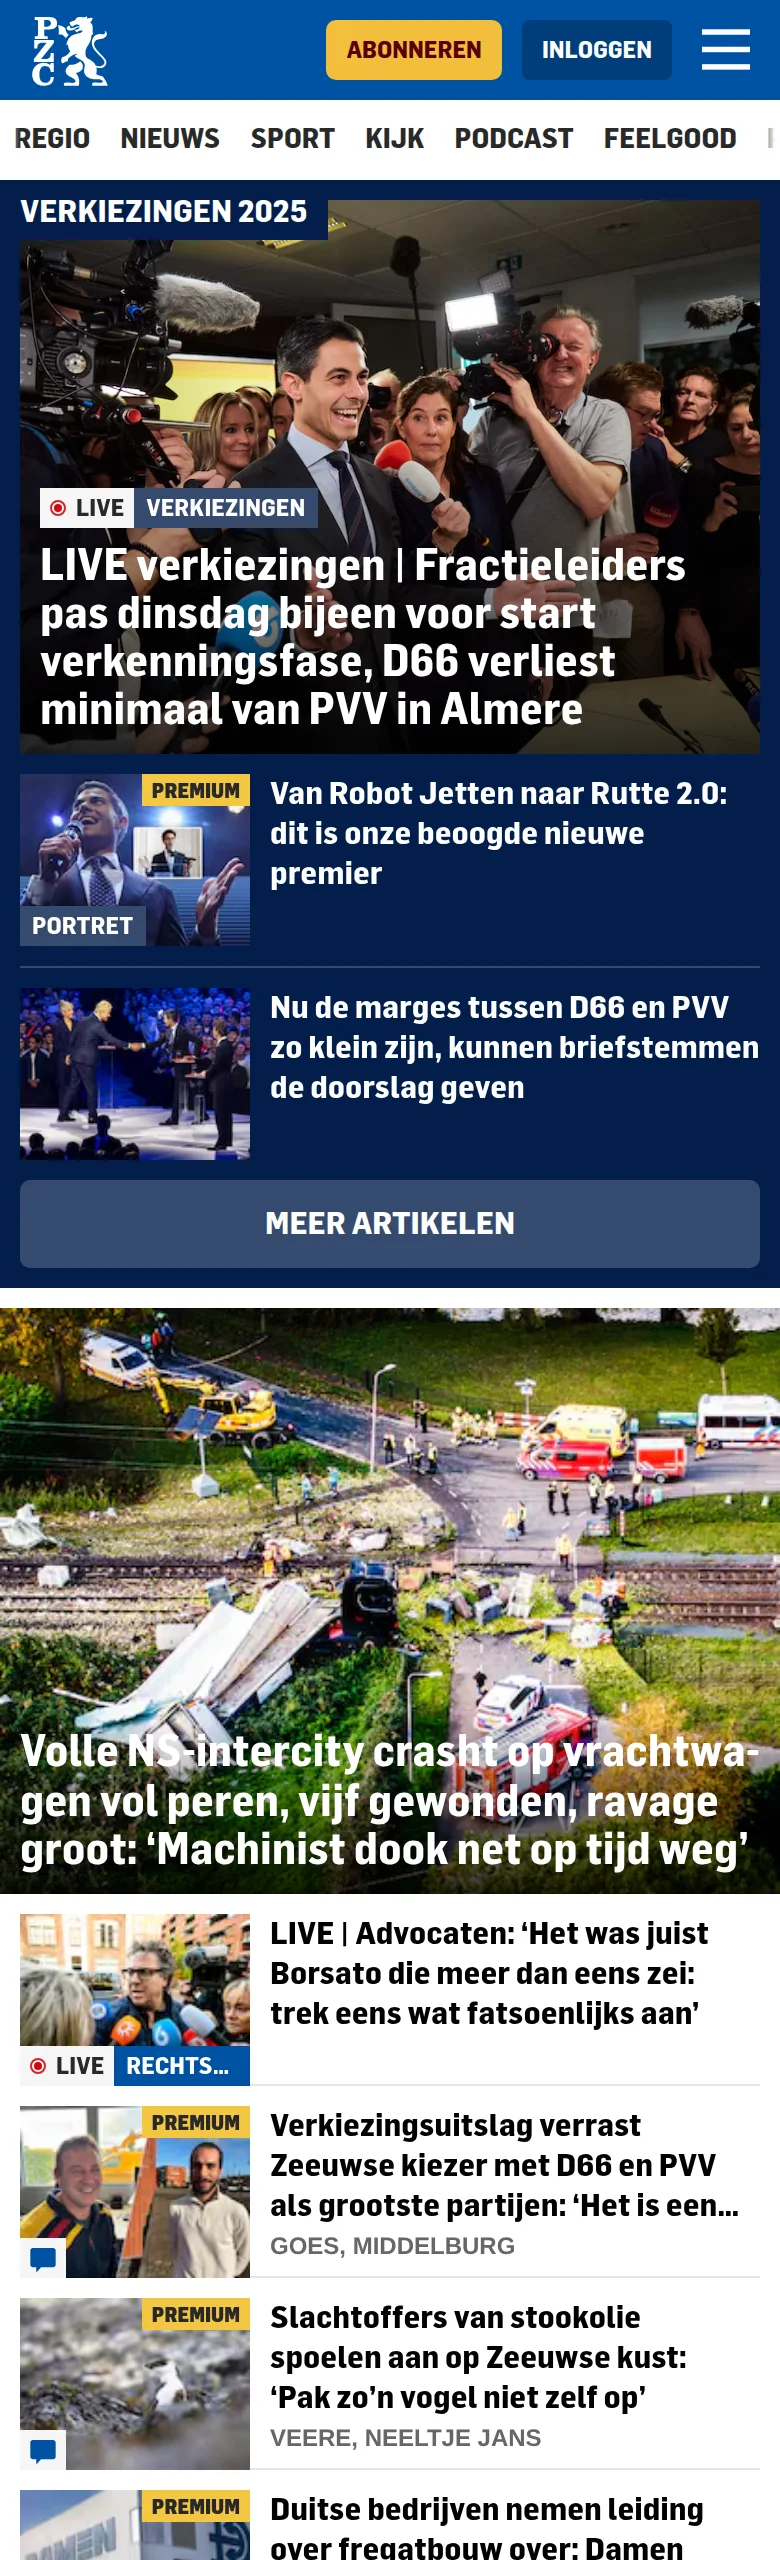 PZC
ABONNEREN
INLOGGEN
REGIO NIEUWS SPORT KIJK PODCAST FEELGOOD
VERKIEZINGEN 2025
LIVE VERKIEZINGEN
LIVE verkiezingen | Fractieleiders
pas dinsdag bijeen voor start
verkenningsfase, D66 verliest
minimaal van PVV in Almere
PREMIUM
PORTRET
Van Robot Jetten naar Rutte 2.0:
dit is onze beoogde nieuwe
premier
Nu de marges tussen D66 en PVV
zo klein zijn, kunnen briefstemmen
de doorslag geven
MEER ARTIKELEN
Volle NS-intercity crasht op vrachtwa-
gen vol peren, vijf gewonden, ravage
groot: ‘Machinist dook net op tijd weg’
LIVE RECHTS...
LIVE | Advocaten: ‘Het was juist
Borsato die meer dan eens zei:
trek eens wat fatsoenlijks aan’
PREMIUM
Verkiezingsuitslag verrast
Zeeuwse kiezer met D66 en PVV
als grootste partijen: ‘Het is een...
GOES, MIDDELBURG
PREMIUM
Slachtoffers van stookolie
spoelen aan op Zeeuwse kust:
‘Pak zo’n vogel niet zelf op’
VEERE, NEELTJE JANS
PREMIUM
Duitse bedrijven nemen leiding
over fregatbouw over: Damen